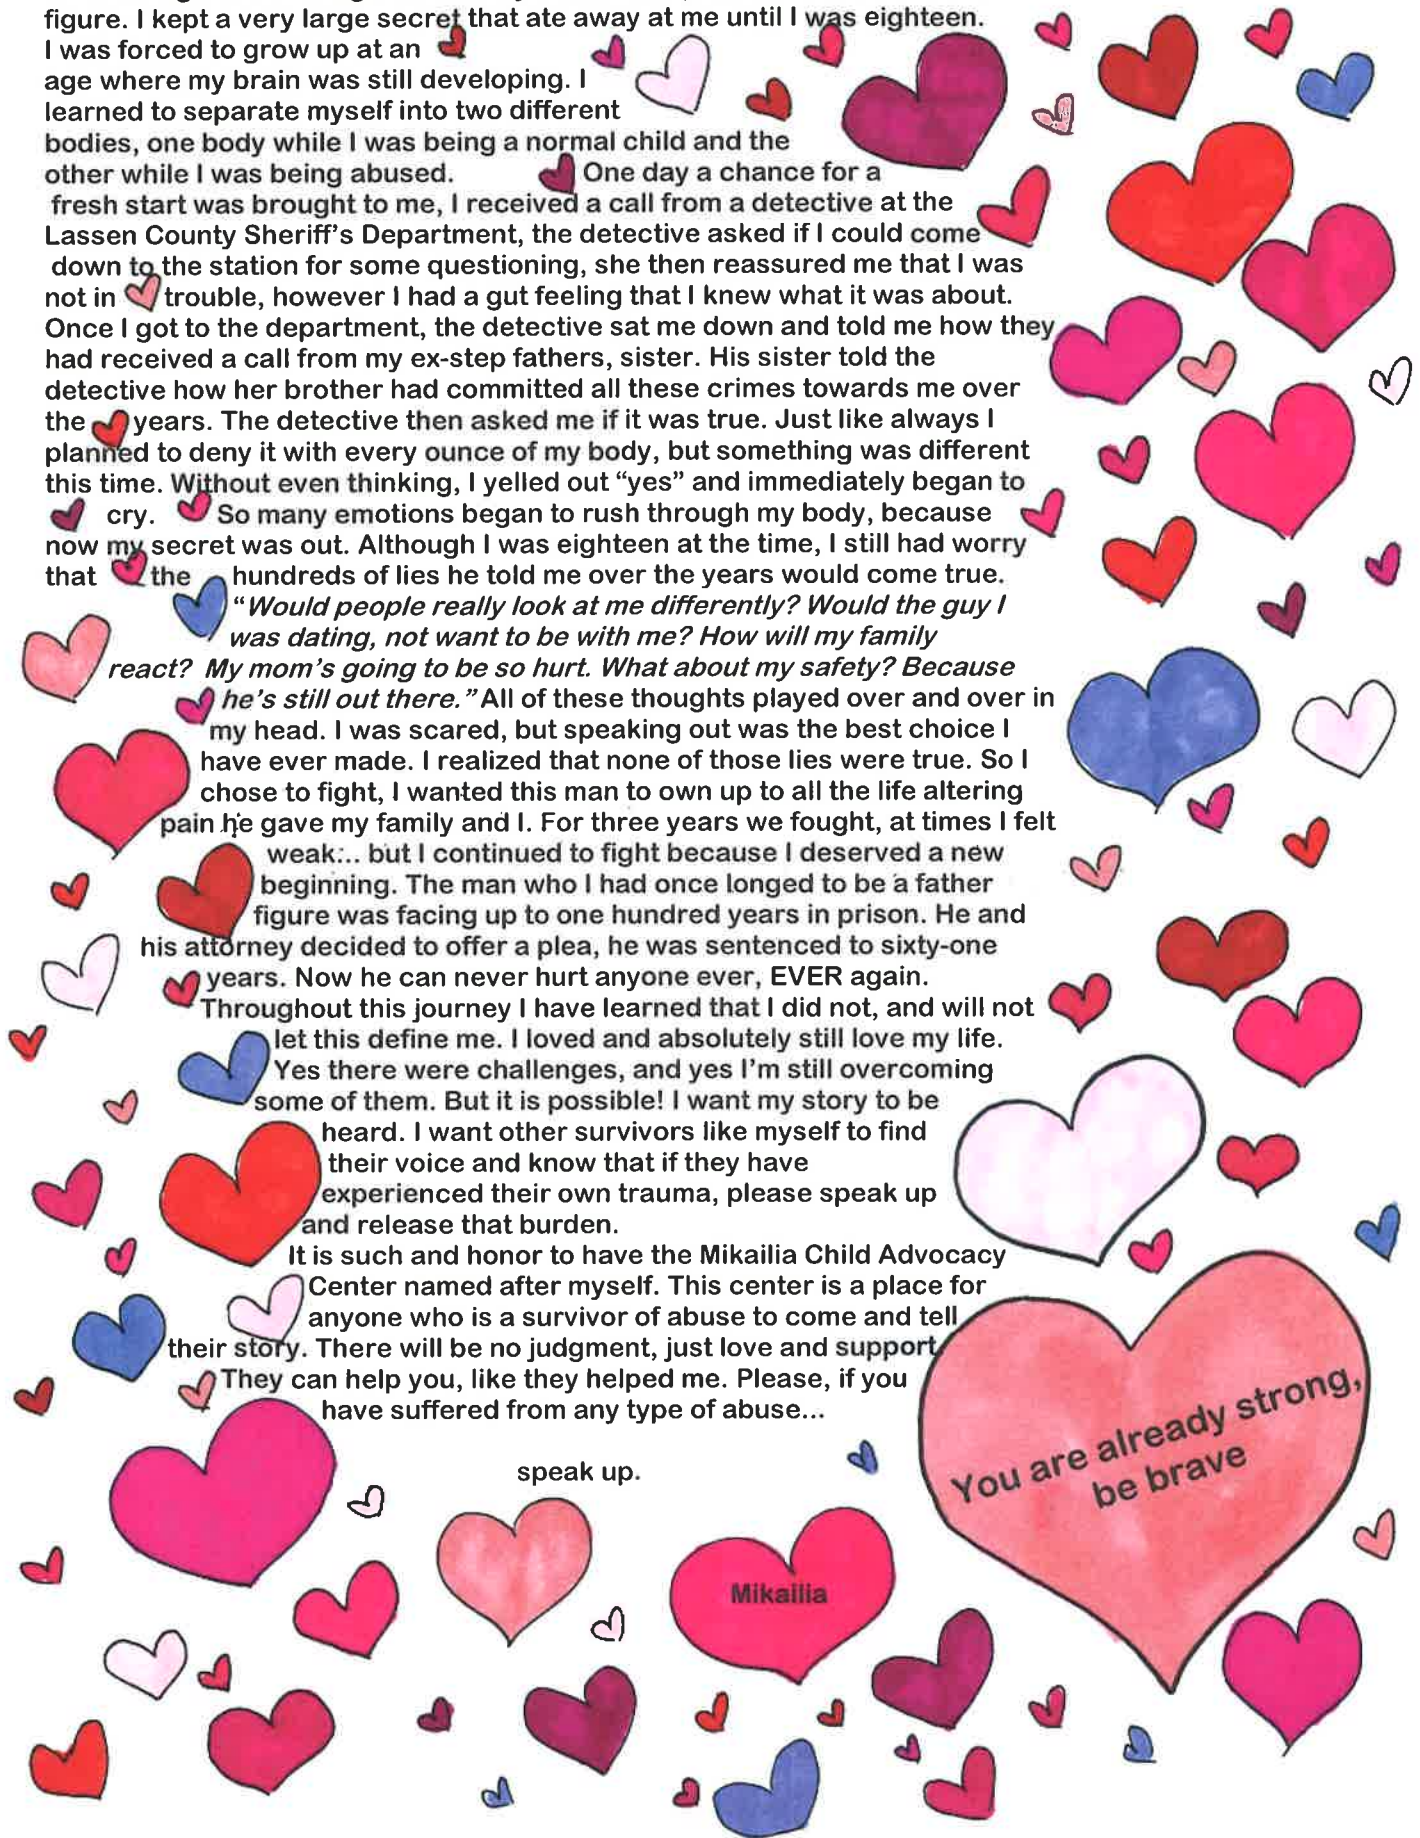 figure. I kept a very large secret that ate away at me until I was eighteen.
I was forced to grow up at an
age where my brain was still developing. I
learned to separate myself into two different
bodies, one body while I was being a normal child and the
other while I was being abused. One day a chance for a
fresh start was brought to me, I received a call from a detective at the
Lassen County Sheriff's Department, the detective asked if I could come
down to the station for some questioning, she then reassured me that I was
not in trouble, however I had a gut feeling that I knew what it was about.
Once I got to the department, the detective sat me down and told me how they
had received a call from my ex-step fathers, sister. His sister told the
detective how her brother had committed all these crimes towards me over
the years. The detective then asked me if it was true. Just like always I
planned to deny it with every ounce of my body, but something was different
this time. Without even thinking, I yelled out “yes” and immediately began to
cry. So many emotions began to rush through my body, because
now my secret was out. Although I was eighteen at the time, I still had worry
that the hundreds of lies he told me over the years would come true.
“Would people really look at me differently? Would the guy I
was dating, not want to be with me? How will my family
react? My mom's going to be so hurt. What about my safety? Because
he's still out there.” All of these thoughts played over and over in
my head. I was scared, but speaking out was the best choice I
have ever made. I realized that none of those lies were true. So I
chose to fight, I wanted this man to own up to all the life altering
pain he gave my family and I. For three years we fought, at times I felt
weak... but I continued to fight because I deserved a new
beginning. The man who I had once longed to be a father
figure was facing up to one hundred years in prison. He and
his attorney decided to offer a plea, he was sentenced to sixty-one
years. Now he can never hurt anyone ever, EVER again.
Throughout this journey I have learned that I did not, and will not
let this define me. I loved and absolutely still love my life.
Yes there were challenges, and yes I'm still overcoming
some of them. But it is possible! I want my story to be
heard. I want other survivors like myself to find
their voice and know that if they have
experienced their own trauma, please speak up
and release that burden.
It is such and honor to have the Mikailia Child Advocacy
Center named after myself. This center is a place for
anyone who is a survivor of abuse to come and tell
their story. There will be no judgment, just love and support
They can help you, like they helped me. Please, if you
have suffered from any type of abuse...
speak up.
You are already strong,
be brave
Mikailia